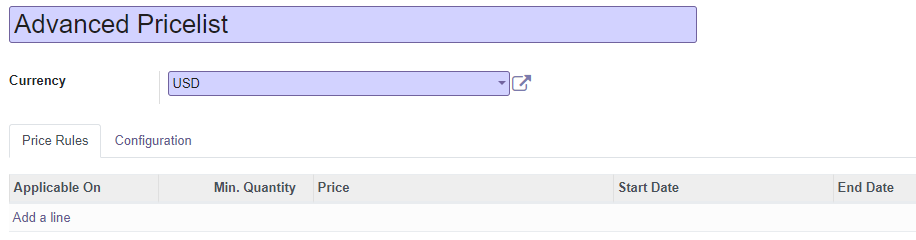 Advanced Pricelist
Currency USD
Price Rules Configuration
Applicable On Min. Quantity Price Start Date End Date
Add a line